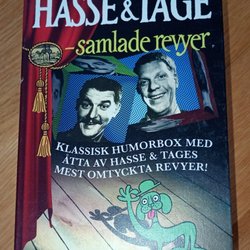 HASSE & TAGE
–samlade revyer
KLASSISK HUMORBOX MED
ÅTTA AV HASSE & TAGES
MEST OMTYCKTA REVYER!